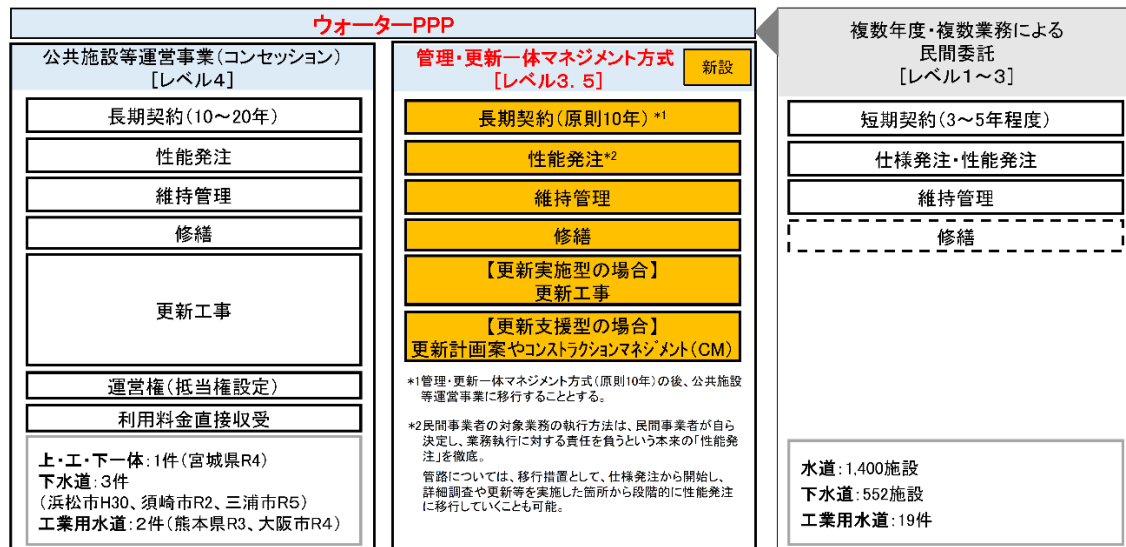 ウォーターPPP
公共施設等運営事業(コンセッション)
[レベル4]
長期契約(10～20年)
性能発注
維持管理
修繕
更新工事
運営権(抵当権設定)
利用料金直接収受
上・工・下一体:1件(宮城県R4)
下水道:3件
(浜松市H30、須崎市R2、三浦市R5)
工業用水道:2件(熊本県R3、大阪市R4)
管理・更新一体マネジメント方式
[レベル3．5]
新設
長期契約(原則10年) *1
性能発注*2
維持管理
修繕
【更新実施型の場合】
更新工事
【更新支援型の場合】
更新計画案やコンストラクションマネジメント(CM)
*1管理・更新一体マネジメント方式(原則10年)の後、公共施設
等運営事業に移行することとする。
*2民間事業者の対象業務の執行方法は、民間事業者が自ら
決定し、業務執行に対する責任を負うという本来の「性能発
注」を徹底。
管路については、移行措置として、仕様発注から開始し、
詳細調査や更新等を実施した箇所から段階的に性能発注
に移行していくことも可能。
複数年度・複数業務による
民間委託
[レベル1～3]
短期契約(3～5年程度)
仕様発注・性能発注
維持管理
修繕
水道:1,400施設
下水道:552施設
工業用水道:19件